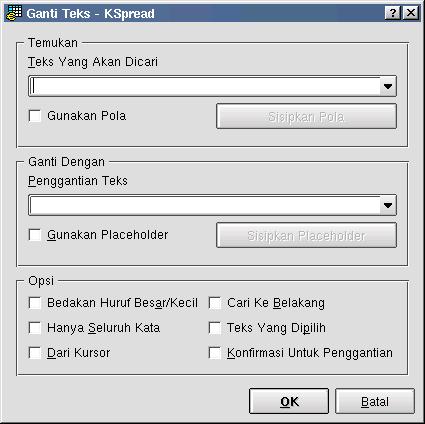 Ganti Teks - KSpread
Temukan
Teks Yang Akan Dicari
Gunakan Pola
Sisipkan Pola
Ganti Dengan
Penggantian Teks
Gunakan Placeholder
Sisipkan Placeholder
Opsi
Bedakan Huruf Besar/Kecil
Cari Ke Belakang
Hanya Seluruh Kata
Teks Yang Dipilih
Dari Kursor
Konfirmasi Untuk Penggantian
OK
Batal